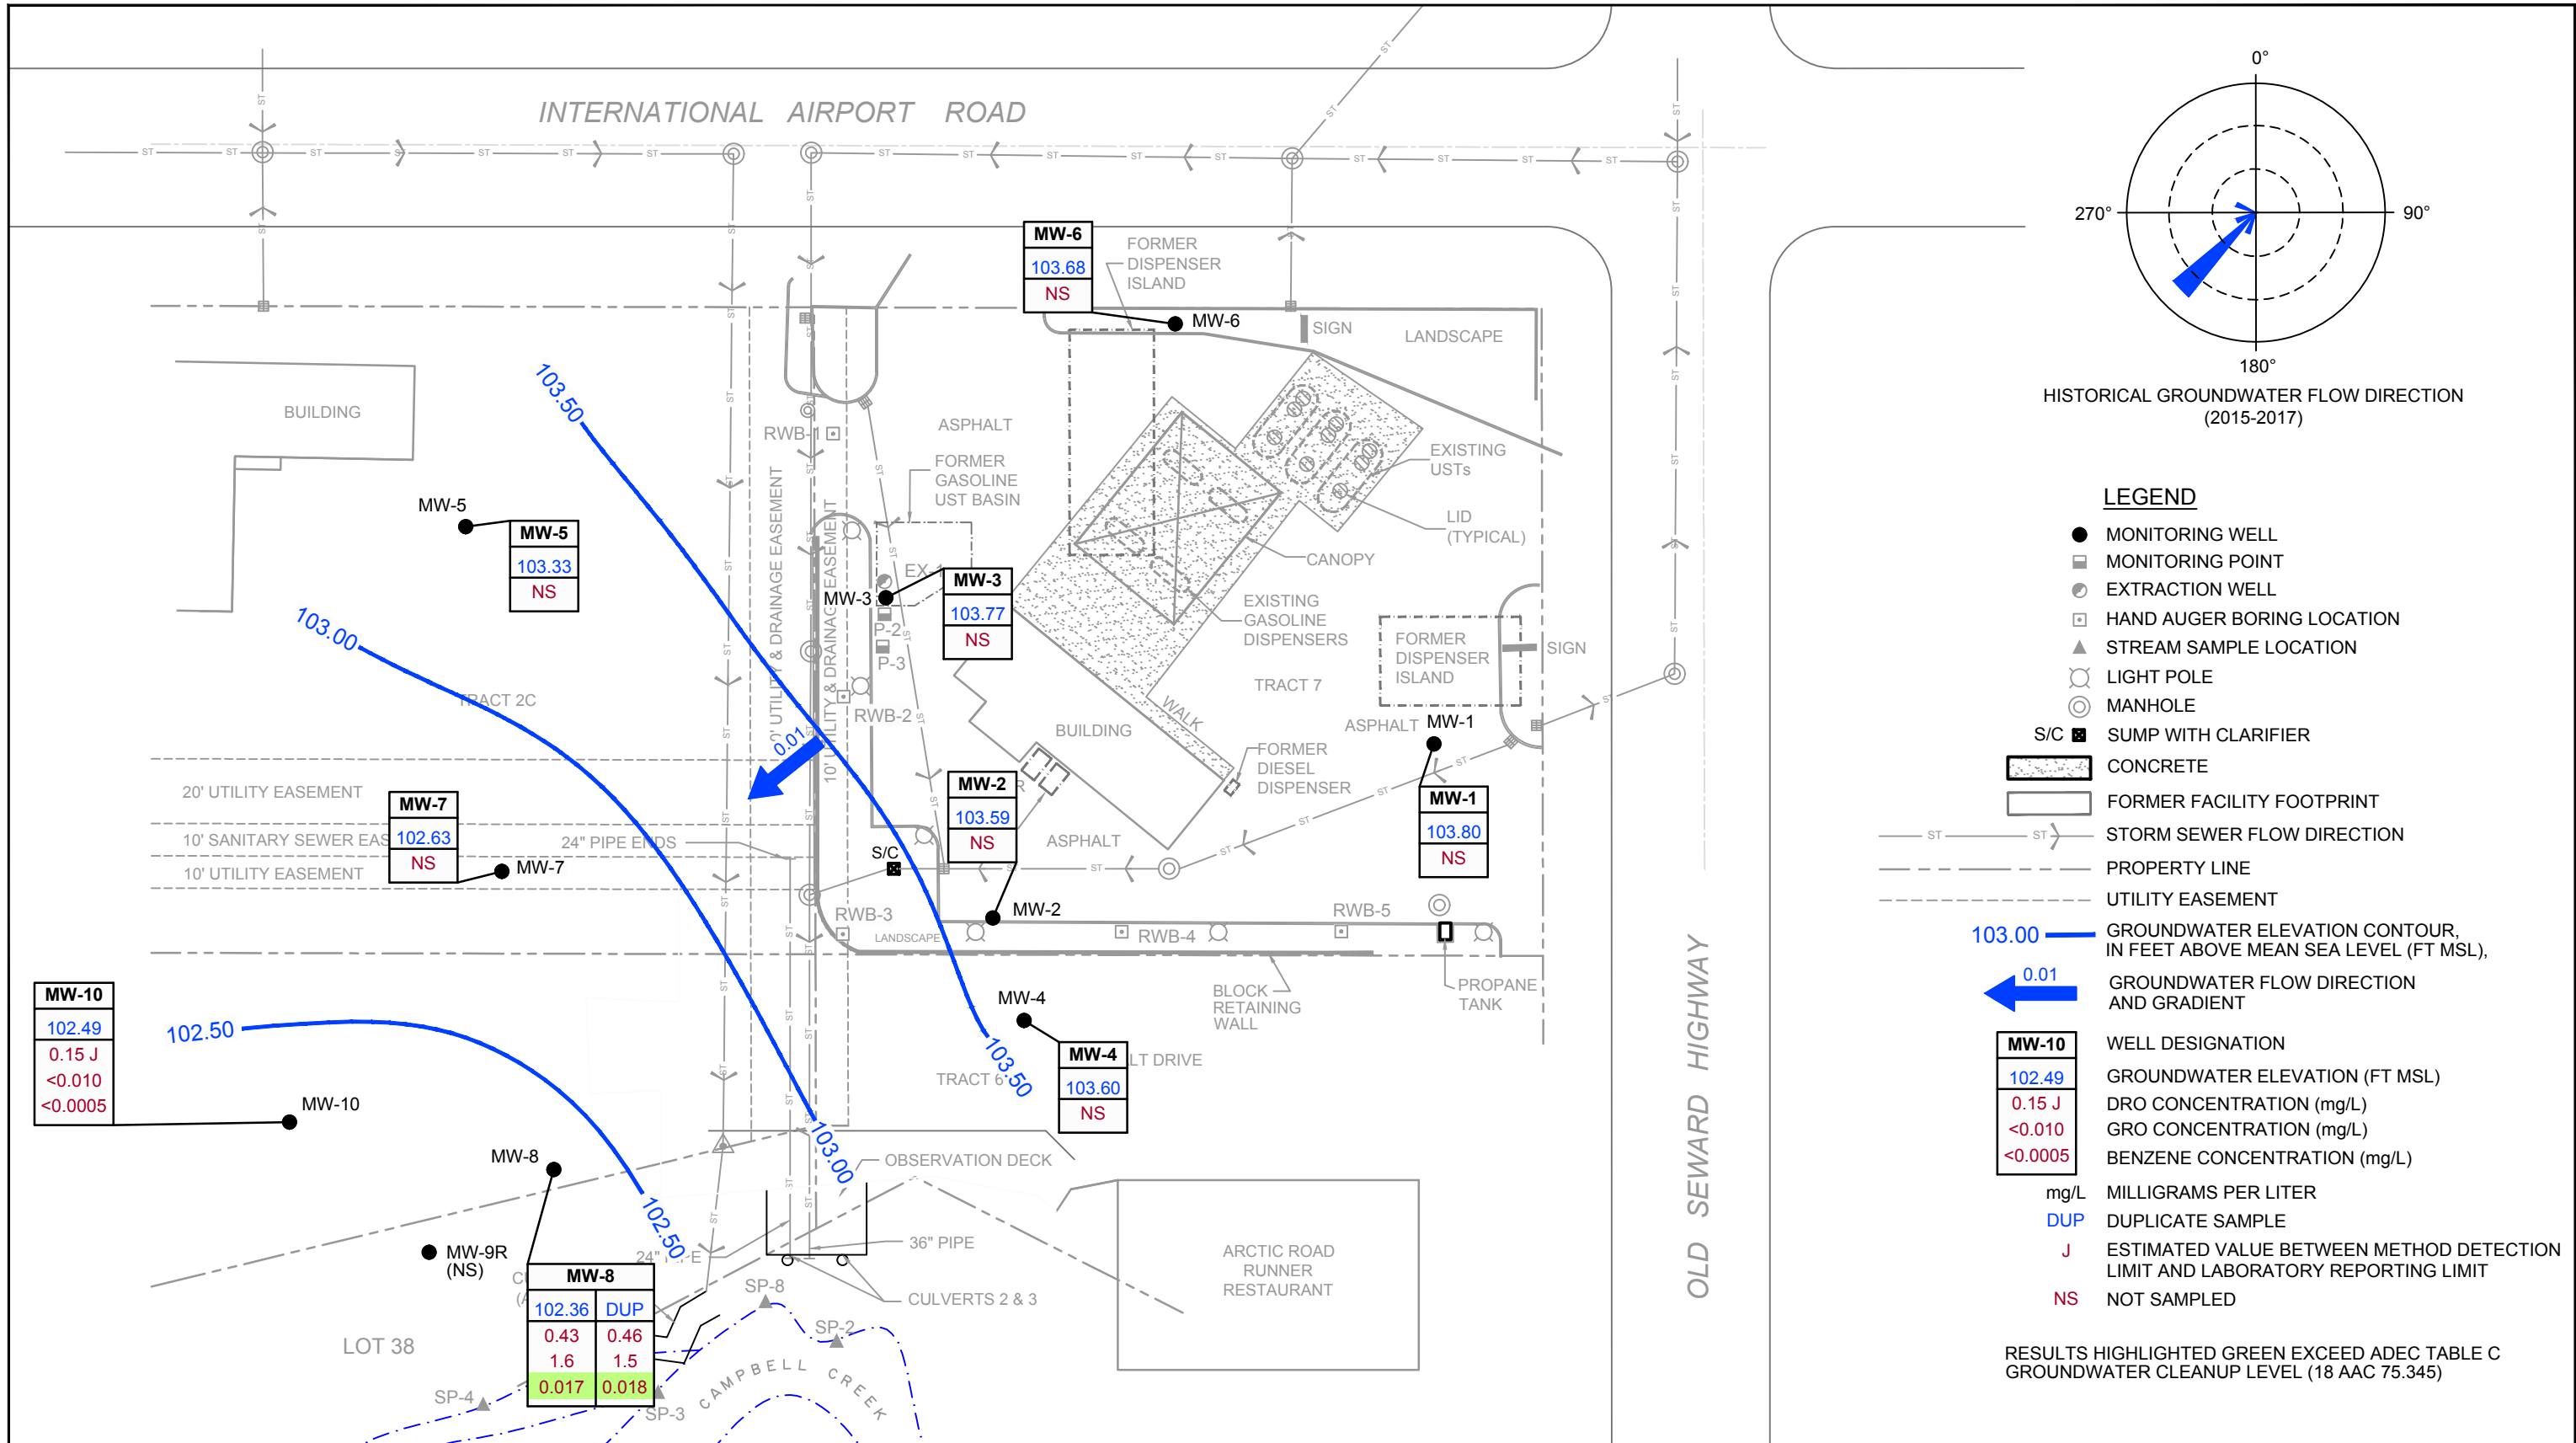 INTERNATIONAL AIRPORT ROAD
OLD SEWARD HIGHWAY
MW-6
103.68
NS
FORMER
DISPENSER
ISLAND
MW-6
SIGN
LANDSCAPE
BUILDING
103.50
RWB-1
ASPHALT
FORMER
GASOLINE
UST BASIN
EXISTING
USTs
LID
(TYPICAL)
CANOPY
MW-5
MW-5
103.33
NS
UTILITY & DRAINAGE EASEMENT
10' UTILITY & DRAINAGE EASEMENT
EX-1
MW-3
MW-3
103.77
NS
P-2
P-3
EXISTING
GASOLINE
DISPENSERS
FORMER
DISPENSER
ISLAND
SIGN
103.00
TRACT 2C
RWB-2
TRACT 7
WALK
BUILDING
ASPHALT
MW-1
0.01
FORMER
DIESEL
DISPENSER
20' UTILITY EASEMENT
MW-7
102.63
NS
MW-2
103.59
NS
MW-1
103.80
NS
10' SANITARY SEWER EAS
24" PIPE ENDS
ASPHALT
S/C
10' UTILITY EASEMENT
MW-7
RWB-3
LANDSCAPE
MW-2
RWB-4
RWB-5
BLOCK
RETAINING
WALL
PROPANE
TANK
MW-10
102.49
0.15 J
<0.010
<0.0005
102.50
MW-10
MW-4
103.50
MW-4
103.60
NS
LT DRIVE
TRACT 6
MW-8
103.00
OBSERVATION DECK
102.50
MW-9R
(NS)
36" PIPE
CULVERTS 2 & 3
ARCTIC ROAD
RUNNER
RESTAURANT
MW-8
102.36 DUP
0.43 0.46
1.6 1.5
0.017 0.018
SP-8
SP-2
SP-4
SP-3
LOT 38
CAMPBELL CREEK
0°
270°
90°
180°
HISTORICAL GROUNDWATER FLOW DIRECTION
(2015-2017)
LEGEND
MONITORING WELL
MONITORING POINT
EXTRACTION WELL
HAND AUGER BORING LOCATION
STREAM SAMPLE LOCATION
LIGHT POLE
MANHOLE
S/C SUMP WITH CLARIFIER
CONCRETE
FORMER FACILITY FOOTPRINT
ST ST STORM SEWER FLOW DIRECTION
PROPERTY LINE
UTILITY EASEMENT
103.00 GROUNDWATER ELEVATION CONTOUR,
IN FEET ABOVE MEAN SEA LEVEL (FT MSL),
0.01 GROUNDWATER FLOW DIRECTION
AND GRADIENT
MW-10 WELL DESIGNATION
102.49 GROUNDWATER ELEVATION (FT MSL)
0.15 J DRO CONCENTRATION (mg/L)
<0.010 GRO CONCENTRATION (mg/L)
<0.0005 BENZENE CONCENTRATION (mg/L)
mg/L MILLIGRAMS PER LITER
DUP DUPLICATE SAMPLE
J ESTIMATED VALUE BETWEEN METHOD DETECTION
LIMIT AND LABORATORY REPORTING LIMIT
NS NOT SAMPLED
RESULTS HIGHLIGHTED GREEN EXCEED ADEC TABLE C
GROUNDWATER CLEANUP LEVEL (18 AAC 75.345)